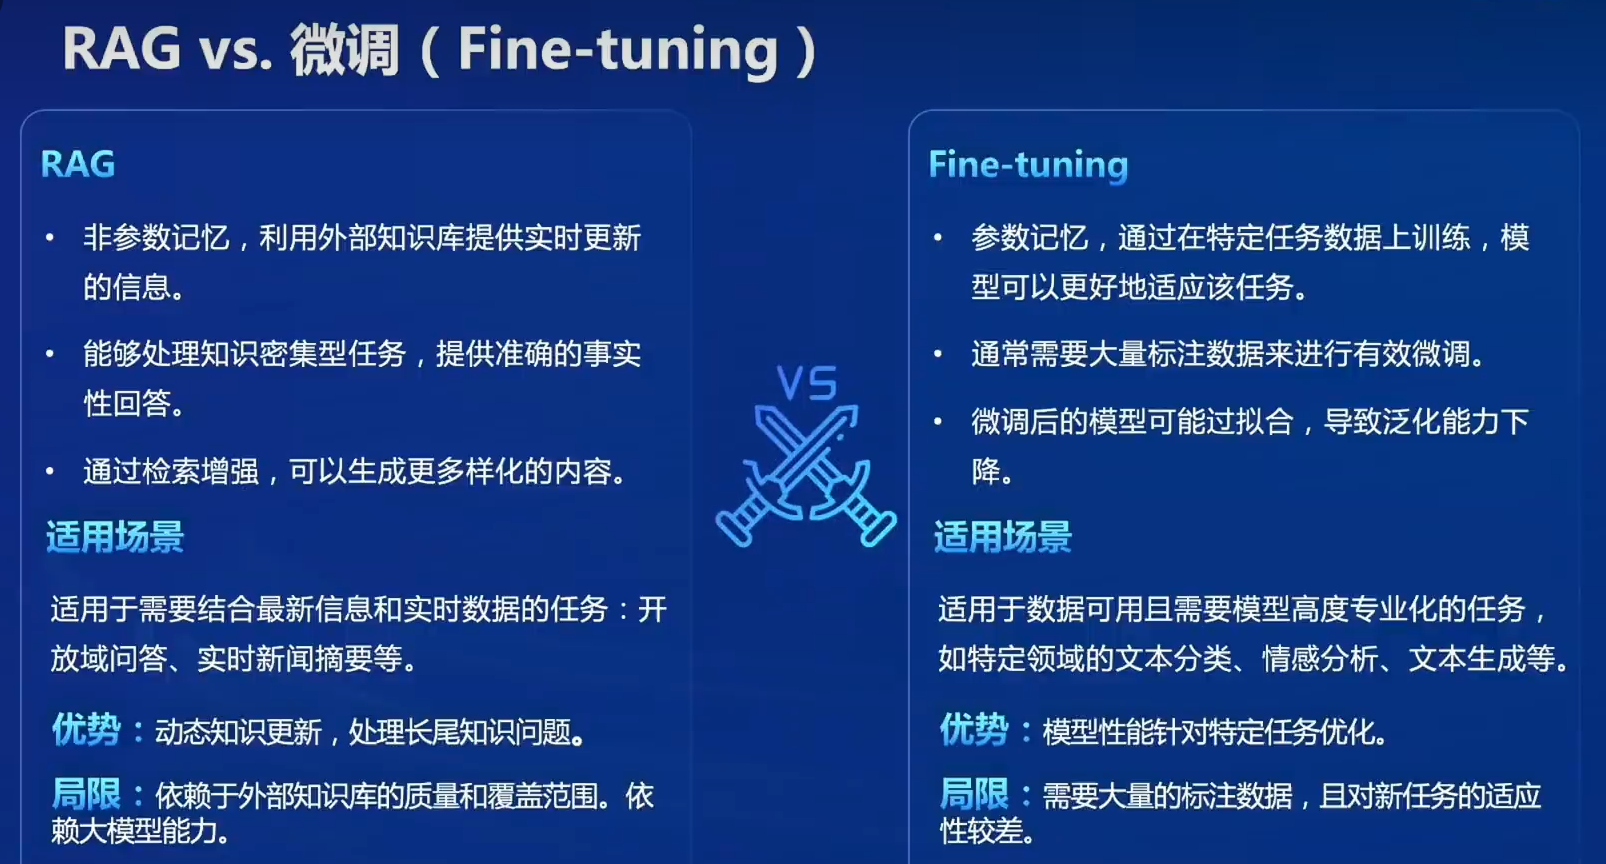 RAG vs. 微调（Fine-tuning）
RAG
• 非参数记忆，利用外部知识库提供实时更新
的信息。
• 能够处理知识密集型任务，提供准确的事实
性回答。
• 通过检索增强，可以生成更多样化的内容。
适用场景
适用于需要结合最新信息和实时数据的任务：开
放域问答、实时新闻摘要等。
优势：动态知识更新，处理长尾知识问题。
局限：依赖于外部知识库的质量和覆盖范围。依
赖大模型能力。
VS
Fine-tuning
• 参数记忆，通过在特定任务数据上训练，模
型可以更好地适应该任务。
• 通常需要大量标注数据来进行有效微调。
• 微调后的模型可能过拟合，导致泛化能力下
降。
适用场景
适用于数据可用且需要模型高度专业化的任务，
如特定领域的文本分类、情感分析、文本生成等。
优势：模型性能针对特定任务优化。
局限：需要大量的标注数据，且对新任务的适应
性较差。